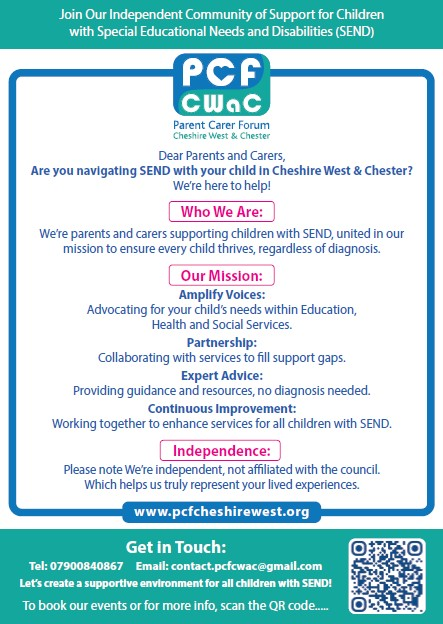 Join Our Independent Community of Support for Children
with Special Educational Needs and Disabilities (SEND)
PCF
CWaC
Parent Carer Forum
Cheshire West & Chester
Dear Parents and Carers,
Are you navigating SEND with your child in Cheshire West & Chester?
We're here to help!
Who We Are:
We're parents and carers supporting children with SEND, united in our
mission to ensure every child thrives, regardless of diagnosis.
Our Mission:
Amplify Voices:
Advocating for your child's needs within Education,
Health and Social Services.
Partnership:
Collaborating with services to fill support gaps.
Expert Advice:
Providing guidance and resources, no diagnosis needed.
Continuous Improvement:
Working together to enhance services for all children with SEND.
Independence:
Please note We're independent, not affiliated with the council.
Which helps us truly represent your lived experiences.
www.pcfcheshirewest.org
Get in Touch:
Tel: 07900840867 Email: contact.pcfcwac@gmail.com
Let's create a supportive environment for all children with SEND!
To book our events or for more info, scan the QR code.....